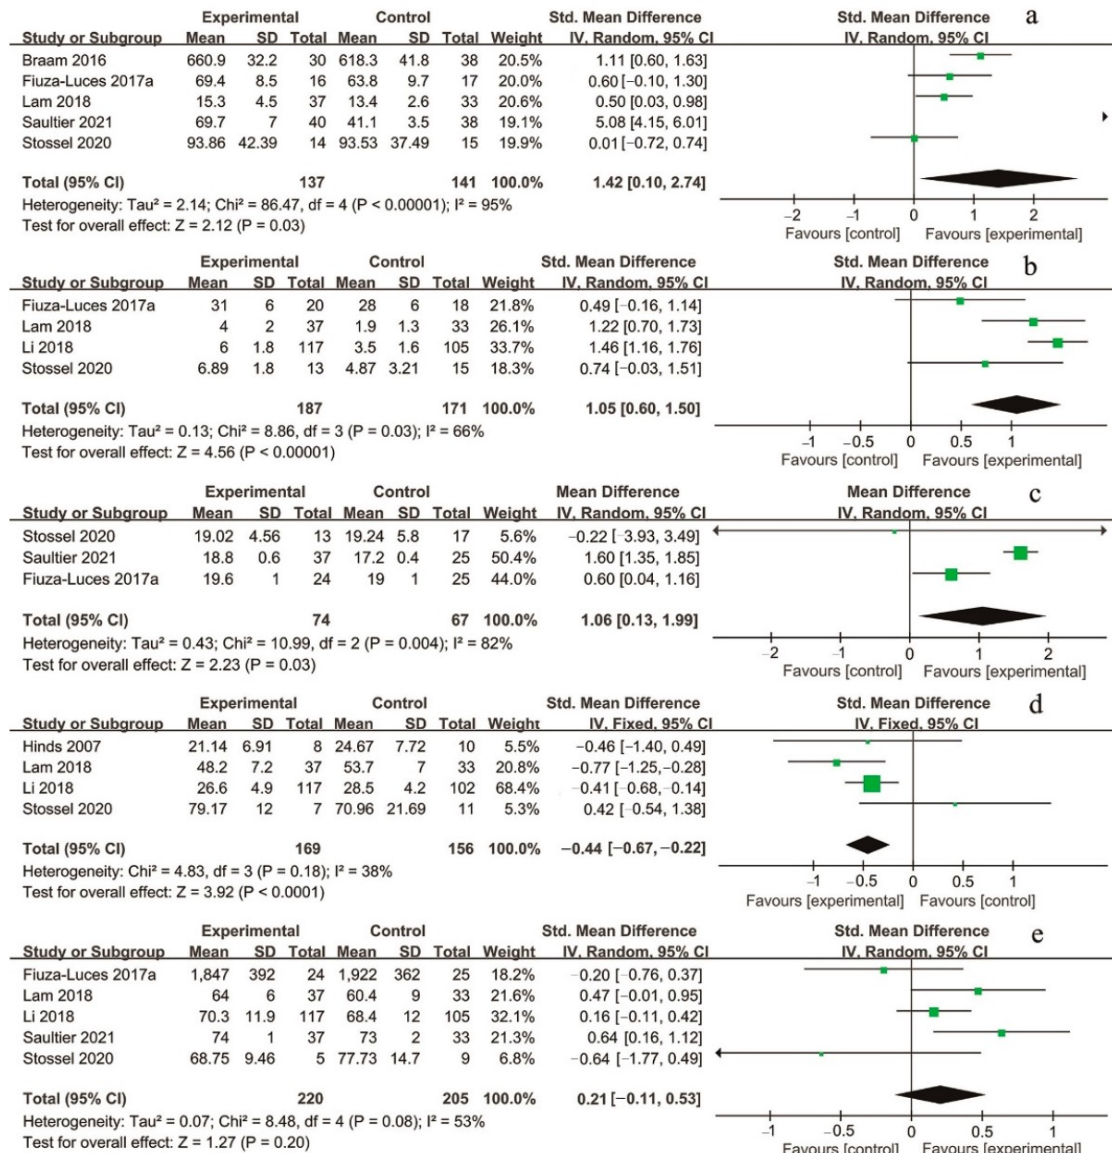 Experimental Control Std. Mean Difference Std. Mean Difference a
Study or Subgroup Mean SD Total Mean SD Total Weight IV, Random, 95% CI IV, Random, 95% CI
Braam 2016 660.9 32.2 30 618.3 41.8 38 20.5% 1.11 [0.60, 1.63]
Fiuza-Luces 2017a 69.4 8.5 16 63.8 9.7 17 20.0% 0.60 [−0.10, 1.30]
Lam 2018 15.3 4.5 37 13.4 2.6 33 20.6% 0.50 [0.03, 0.98]
Saultier 2021 69.7 7 40 41.1 3.5 38 19.1% 5.08 [4.15, 6.01]
Stossel 2020 93.86 42.39 14 93.53 37.49 15 19.9% 0.01 [−0.72, 0.74]
Total (95% CI) 137 141 100.0% 1.42 [0.10, 2.74]
Heterogeneity: Tau² = 2.14; Chi² = 86.47, df = 4 (P < 0.00001); I² = 95%
Test for overall effect: Z = 2.12 (P = 0.03)
−2 −1 0 1 2
Favours [control] Favours [experimental]
Experimental Control Std. Mean Difference Std. Mean Difference b
Study or Subgroup Mean SD Total Mean SD Total Weight IV, Random, 95% CI IV, Random, 95% CI
Fiuza-Luces 2017a 31 6 20 28 6 18 21.8% 0.49 [−0.16, 1.14]
Lam 2018 4 2 37 1.9 1.3 33 26.1% 1.22 [0.70, 1.73]
Li 2018 6 1.8 117 3.5 1.6 105 33.7% 1.46 [1.16, 1.76]
Stossel 2020 6.89 1.8 13 4.87 3.21 15 18.3% 0.74 [−0.03, 1.51]
Total (95% CI) 187 171 100.0% 1.05 [0.60, 1.50]
Heterogeneity: Tau² = 0.13; Chi² = 8.86, df = 3 (P = 0.03); I² = 66%
Test for overall effect: Z = 4.56 (P < 0.00001)
−1 −0.5 0 0.5 1
Favours [control] Favours [experimental]
Experimental Control Mean Difference Mean Difference c
Study or Subgroup Mean SD Total Mean SD Total Weight IV, Random, 95% CI IV, Random, 95% CI
Stossel 2020 19.02 4.56 13 19.24 5.8 17 5.6% −0.22 [−3.93, 3.49]
Saultier 2021 18.8 0.6 37 17.2 0.4 25 50.4% 1.60 [1.35, 1.85]
Fiuza-Luces 2017a 19.6 1 24 19 1 25 44.0% 0.60 [0.04, 1.16]
Total (95% CI) 74 67 100.0% 1.06 [0.13, 1.99]
Heterogeneity: Tau² = 0.43; Chi² = 10.99, df = 2 (P = 0.004); I² = 82%
Test for overall effect: Z = 2.23 (P = 0.03)
−2 −1 0 1 2
Favours [control] Favours [experimental]
Experimental Control Std. Mean Difference Std. Mean Difference d
Study or Subgroup Mean SD Total Mean SD Total Weight IV, Fixed, 95% CI IV, Fixed, 95% CI
Hinds 2007 21.14 6.91 8 24.67 7.72 10 5.5% −0.46 [−1.40, 0.49]
Lam 2018 48.2 7.2 37 53.7 7 33 20.8% −0.77 [−1.25,−0.28]
Li 2018 26.6 4.9 117 28.5 4.2 102 68.4% −0.41 [−0.68, −0.14]
Stossel 2020 79.17 12 7 70.96 21.69 11 5.3% 0.42 [−0.54, 1.38]
Total (95% CI) 169 156 100.0% −0.44 [−0.67, −0.22]
Heterogeneity: Chi² = 4.83, df = 3 (P = 0.18); I² = 38%
Test for overall effect: Z = 3.92 (P < 0.0001)
−1 −0.5 0 0.5 1
Favours [experimental] Favours [control]
Experimental Control Std. Mean Difference Std. Mean Difference e
Study or Subgroup Mean SD Total Mean SD Total Weight IV, Random, 95% CI IV, Random, 95% CI
Fiuza-Luces 2017a 1,847 392 24 1,922 362 25 18.2% −0.20 [−0.76, 0.37]
Lam 2018 64 6 37 60.4 9 33 21.6% 0.47 [−0.01, 0.95]
Li 2018 70.3 11.9 117 68.4 12 105 32.1% 0.16 [−0.11, 0.42]
Saultier 2021 74 1 37 73 2 33 21.3% 0.64 [0.16, 1.12]
Stossel 2020 68.75 9.46 5 77.73 14.7 9 6.8% −0.64 [−1.77, 0.49]
Total (95% CI) 220 205 100.0% 0.21 [−0.11, 0.53]
Heterogeneity: Tau² = 0.07; Chi² = 8.48, df = 4 (P = 0.08); I² = 53%
Test for overall effect: Z = 1.27 (P = 0.20)
−1 −0.5 0 0.5 1
Favours [control] Favours [experimental]